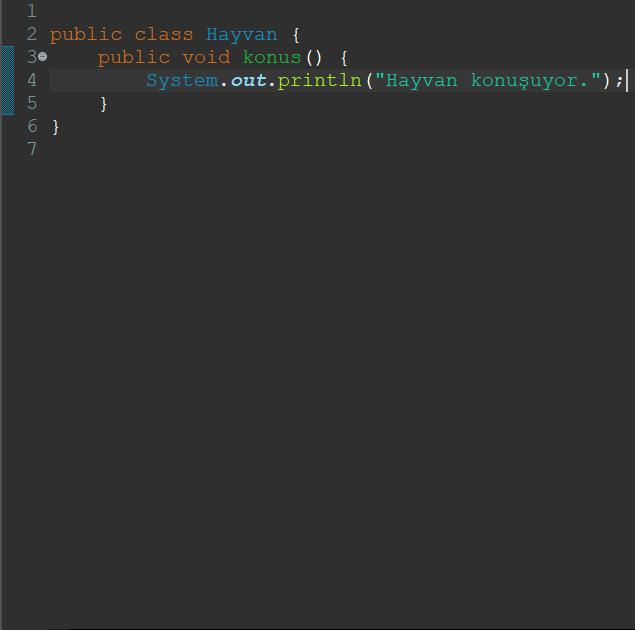 1
2 public class Hayvan {
3 public void konus() {
4 System.out.println("Hayvan konuşuyor.");
5 }
6 }
7